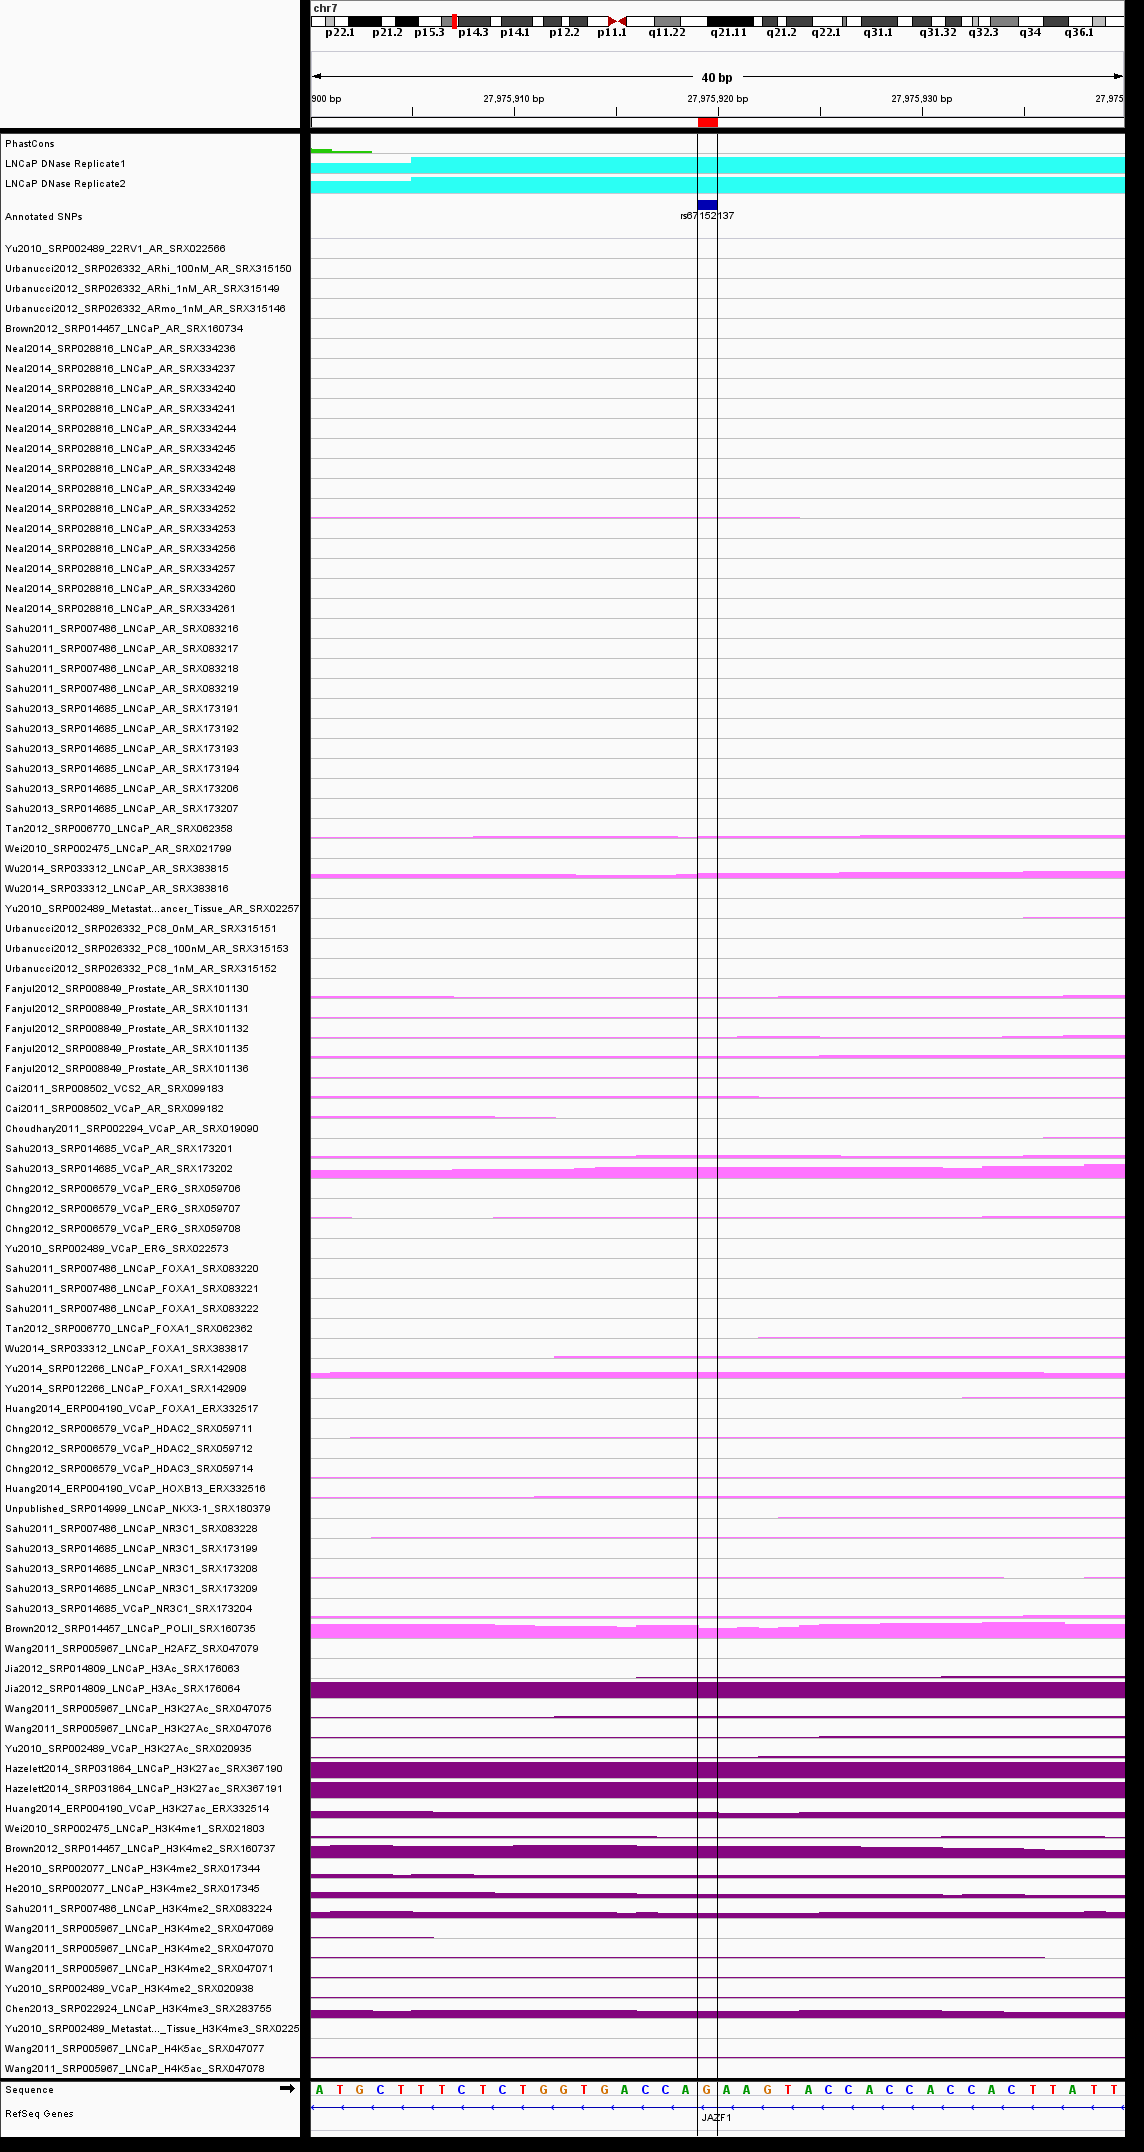 chr7
p22.1 p21.2 p15.3 p14.3 p14.1 p12.2 p11.1 q11.22 q21.11 q21.2 q22.1 q31.1 q31.32 q32.3 q34 q36.1
40 bp
900 bp 27,975,910 bp 27,975,920 bp 27,975,930 bp 27,975
PhastCons
LNCaP DNase Replicate1
LNCaP DNase Replicate2
Annotated SNPs rs67152137
Yu2010_SRP002489_22RV1_AR_SRX022566
Urbanucci2012_SRP026332_ARhi_100nM_AR_SRX315150
Urbanucci2012_SRP026332_ARhi_1nM_AR_SRX315149
Urbanucci2012_SRP026332_ARmo_1nM_AR_SRX315146
Brown2012_SRP014457_LNCaP_AR_SRX160734
Neal2014_SRP028816_LNCaP_AR_SRX334236
Neal2014_SRP028816_LNCaP_AR_SRX334237
Neal2014_SRP028816_LNCaP_AR_SRX334240
Neal2014_SRP028816_LNCaP_AR_SRX334241
Neal2014_SRP028816_LNCaP_AR_SRX334244
Neal2014_SRP028816_LNCaP_AR_SRX334245
Neal2014_SRP028816_LNCaP_AR_SRX334248
Neal2014_SRP028816_LNCaP_AR_SRX334249
Neal2014_SRP028816_LNCaP_AR_SRX334252
Neal2014_SRP028816_LNCaP_AR_SRX334253
Neal2014_SRP028816_LNCaP_AR_SRX334256
Neal2014_SRP028816_LNCaP_AR_SRX334257
Neal2014_SRP028816_LNCaP_AR_SRX334260
Neal2014_SRP028816_LNCaP_AR_SRX334261
Sahu2011_SRP007486_LNCaP_AR_SRX083216
Sahu2011_SRP007486_LNCaP_AR_SRX083217
Sahu2011_SRP007486_LNCaP_AR_SRX083218
Sahu2011_SRP007486_LNCaP_AR_SRX083219
Sahu2013_SRP014685_LNCaP_AR_SRX173191
Sahu2013_SRP014685_LNCaP_AR_SRX173192
Sahu2013_SRP014685_LNCaP_AR_SRX173193
Sahu2013_SRP014685_LNCaP_AR_SRX173194
Sahu2013_SRP014685_LNCaP_AR_SRX173206
Sahu2013_SRP014685_LNCaP_AR_SRX173207
Tan2012_SRP006770_LNCaP_AR_SRX062358
Wei2010_SRP002475_LNCaP_AR_SRX021799
Wu2014_SRP033312_LNCaP_AR_SRX383815
Wu2014_SRP033312_LNCaP_AR_SRX383816
Yu2010_SRP002489_Metastat...ancer_Tissue_AR_SRX02257
Urbanucci2012_SRP026332_PC8_0nM_AR_SRX315151
Urbanucci2012_SRP026332_PC8_100nM_AR_SRX315153
Urbanucci2012_SRP026332_PC8_1nM_AR_SRX315152
Fanjul2012_SRP008849_Prostate_AR_SRX101130
Fanjul2012_SRP008849_Prostate_AR_SRX101131
Fanjul2012_SRP008849_Prostate_AR_SRX101132
Fanjul2012_SRP008849_Prostate_AR_SRX101135
Fanjul2012_SRP008849_Prostate_AR_SRX101136
Cai2011_SRP008502_VCS2_AR_SRX099183
Cai2011_SRP008502_VCaP_AR_SRX099182
Choudhary2011_SRP002294_VCaP_AR_SRX019090
Sahu2013_SRP014685_VCaP_AR_SRX173201
Sahu2013_SRP014685_VCaP_AR_SRX173202
Chng2012_SRP006579_VCaP_ERG_SRX059706
Chng2012_SRP006579_VCaP_ERG_SRX059707
Chng2012_SRP006579_VCaP_ERG_SRX059708
Yu2010_SRP002489_VCaP_ERG_SRX022573
Sahu2011_SRP007486_LNCaP_FOXA1_SRX083220
Sahu2011_SRP007486_LNCaP_FOXA1_SRX083221
Sahu2011_SRP007486_LNCaP_FOXA1_SRX083222
Tan2012_SRP006770_LNCaP_FOXA1_SRX062362
Wu2014_SRP033312_LNCaP_FOXA1_SRX383817
Yu2014_SRP012266_LNCaP_FOXA1_SRX142908
Yu2014_SRP012266_LNCaP_FOXA1_SRX142909
Huang2014_ERP004190_VCaP_FOXA1_ERX332517
Chng2012_SRP006579_VCaP_HDAC2_SRX059711
Chng2012_SRP006579_VCaP_HDAC2_SRX059712
Chng2012_SRP006579_VCaP_HDAC3_SRX059714
Huang2014_ERP004190_VCaP_HOXB13_ERX332516
Unpublished_SRP014999_LNCaP_NKX3-1_SRX180379
Sahu2011_SRP007486_LNCaP_NR3C1_SRX083228
Sahu2013_SRP014685_LNCaP_NR3C1_SRX173199
Sahu2013_SRP014685_LNCaP_NR3C1_SRX173208
Sahu2013_SRP014685_LNCaP_NR3C1_SRX173209
Sahu2013_SRP014685_VCaP_NR3C1_SRX173204
Brown2012_SRP014457_LNCaP_POLII_SRX160735
Wang2011_SRP005967_LNCaP_H2AFZ_SRX047079
Jia2012_SRP014809_LNCaP_H3Ac_SRX176063
Jia2012_SRP014809_LNCaP_H3Ac_SRX176064
Wang2011_SRP005967_LNCaP_H3K27Ac_SRX047075
Wang2011_SRP005967_LNCaP_H3K27Ac_SRX047076
Yu2010_SRP002489_VCaP_H3K27Ac_SRX020935
Hazelett2014_SRP031864_LNCaP_H3K27ac_SRX367190
Hazelett2014_SRP031864_LNCaP_H3K27ac_SRX367191
Huang2014_ERP004190_VCaP_H3K27ac_ERX332514
Wei2010_SRP002475_LNCaP_H3K4me1_SRX021803
Brown2012_SRP014457_LNCaP_H3K4me2_SRX160737
He2010_SRP002077_LNCaP_H3K4me2_SRX017344
He2010_SRP002077_LNCaP_H3K4me2_SRX017345
Sahu2011_SRP007486_LNCaP_H3K4me2_SRX083224
Wang2011_SRP005967_LNCaP_H3K4me2_SRX047069
Wang2011_SRP005967_LNCaP_H3K4me2_SRX047070
Wang2011_SRP005967_LNCaP_H3K4me2_SRX047071
Yu2010_SRP002489_VCaP_H3K4me2_SRX020938
Chen2013_SRP022924_LNCaP_H3K4me3_SRX283755
Yu2010_SRP002489_Metastat..._Tissue_H3K4me3_SRX0225
Wang2011_SRP005967_LNCaP_H4K5ac_SRX047077
Wang2011_SRP005967_LNCaP_H4K5ac_SRX047078
Sequence A T G C T T T C T C T G G T G A C C A G A A G T A C C A C C A C C A C T T A T T
RefSeq Genes JAZF1